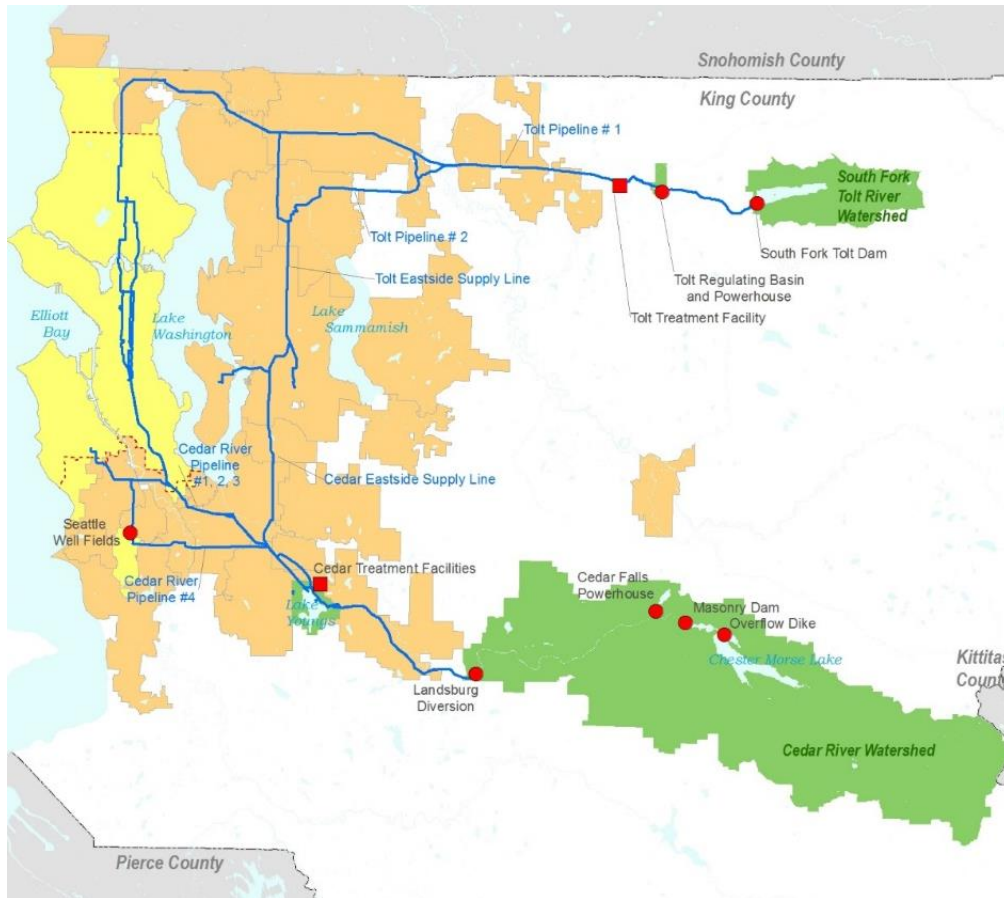 Snohomish County
King County
Tolt Pipeline # 1
South Fork
Tolt River
Watershed
Tolt Pipeline # 2
South Fork Tolt Dam
Tolt Eastside Supply Line
Tolt Regulating Basin
and Powerhouse
Tolt Treatment Facility
Elliott
Bay
Lake
Washington
Lake
Sammamish
Cedar River
Pipeline
#1, 2, 3
Cedar Eastside Supply Line
Seattle
Well Fields
Cedar River
Pipeline #4
Cedar Treatment Facilities
Lake
Youngs
Cedar Falls
Powerhouse
Masonry Dam
Overflow Dike
Chester Morse Lake
Kittitas
County
Landsburg
Diversion
Cedar River Watershed
Pierce County